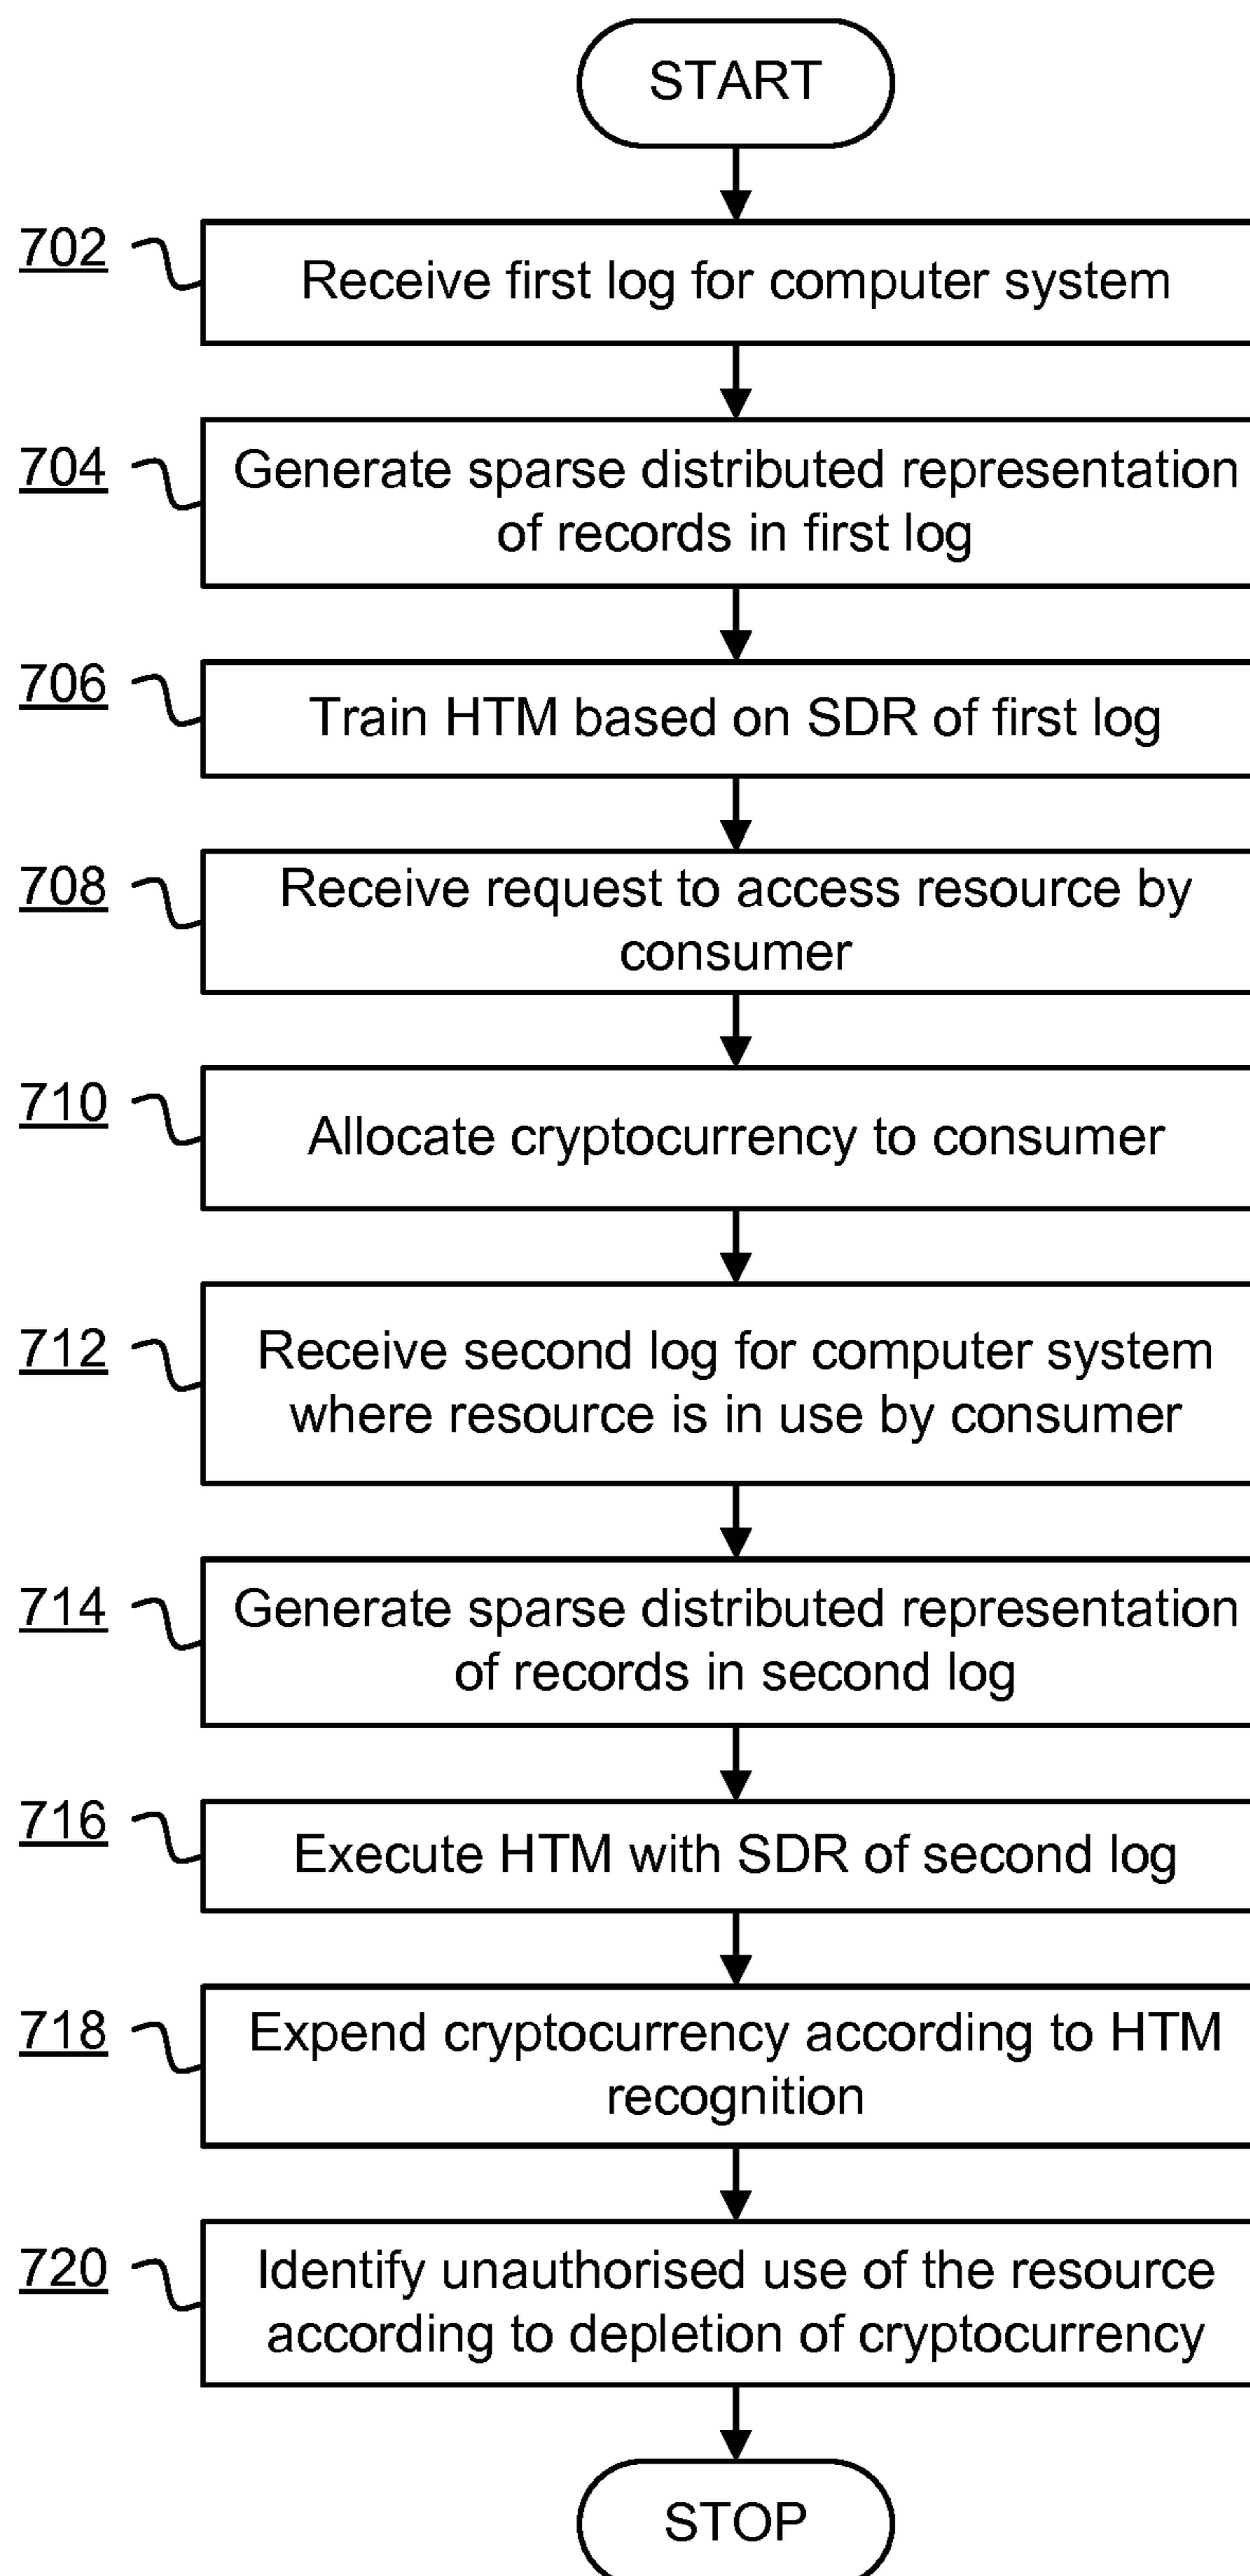 START
702
Receive first log for computer system
704
Generate sparse distributed representation
of records in first log
706
Train HTM based on SDR of first log
708
Receive request to access resource by
consumer
710
Allocate cryptocurrency to consumer
712
Receive second log for computer system
where resource is in use by consumer
714
Generate sparse distributed representation
of records in second log
716
Execute HTM with SDR of second log
718
Expend cryptocurrency according to HTM
recognition
720
Identify unauthorised use of the resource
according to depletion of cryptocurrency
STOP